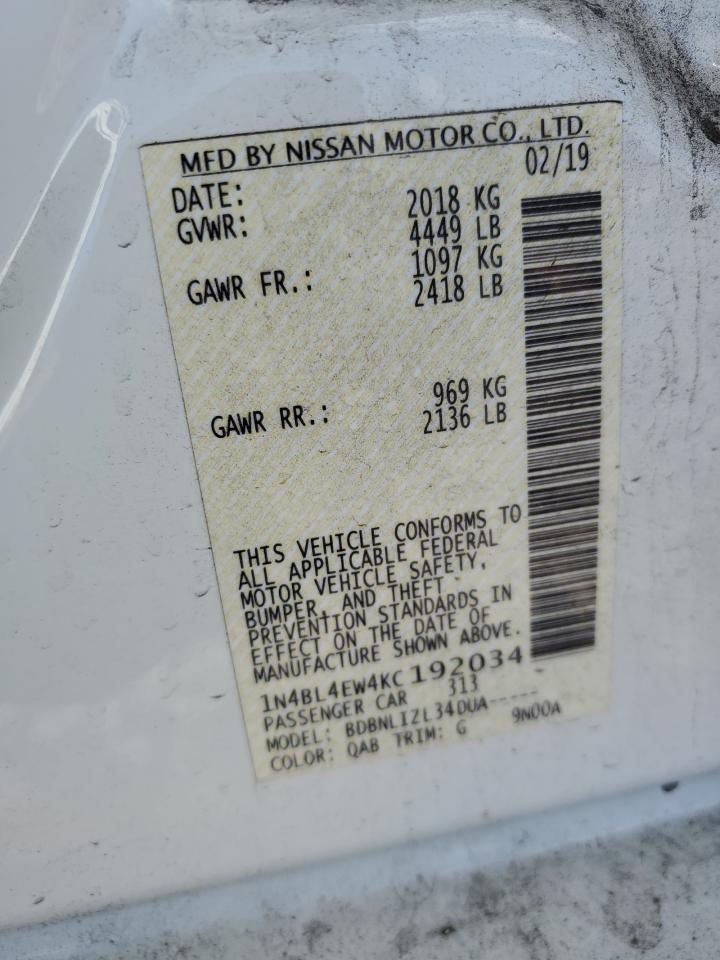 MFD BY NISSAN MOTOR CO., LTD.
DATE: 02/19
GVWR: 2018 KG
4449 LB
GAWR FR.: 1097 KG
2418 LB
GAWR RR.: 969 KG
2136 LB
THIS VEHICLE CONFORMS TO
ALL APPLICABLE FEDERAL
MOTOR VEHICLE SAFETY,
BUMPER, AND THEFT
PREVENTION STANDARDS IN
EFFECT ON THE DATE OF
MANUFACTURE SHOWN ABOVE.
1N4BL4EW4KC192034
PASSENGER CAR 313
MODEL: BDBNLIZL34DUA-----
COLOR: QAB TRIM: G 9N00A